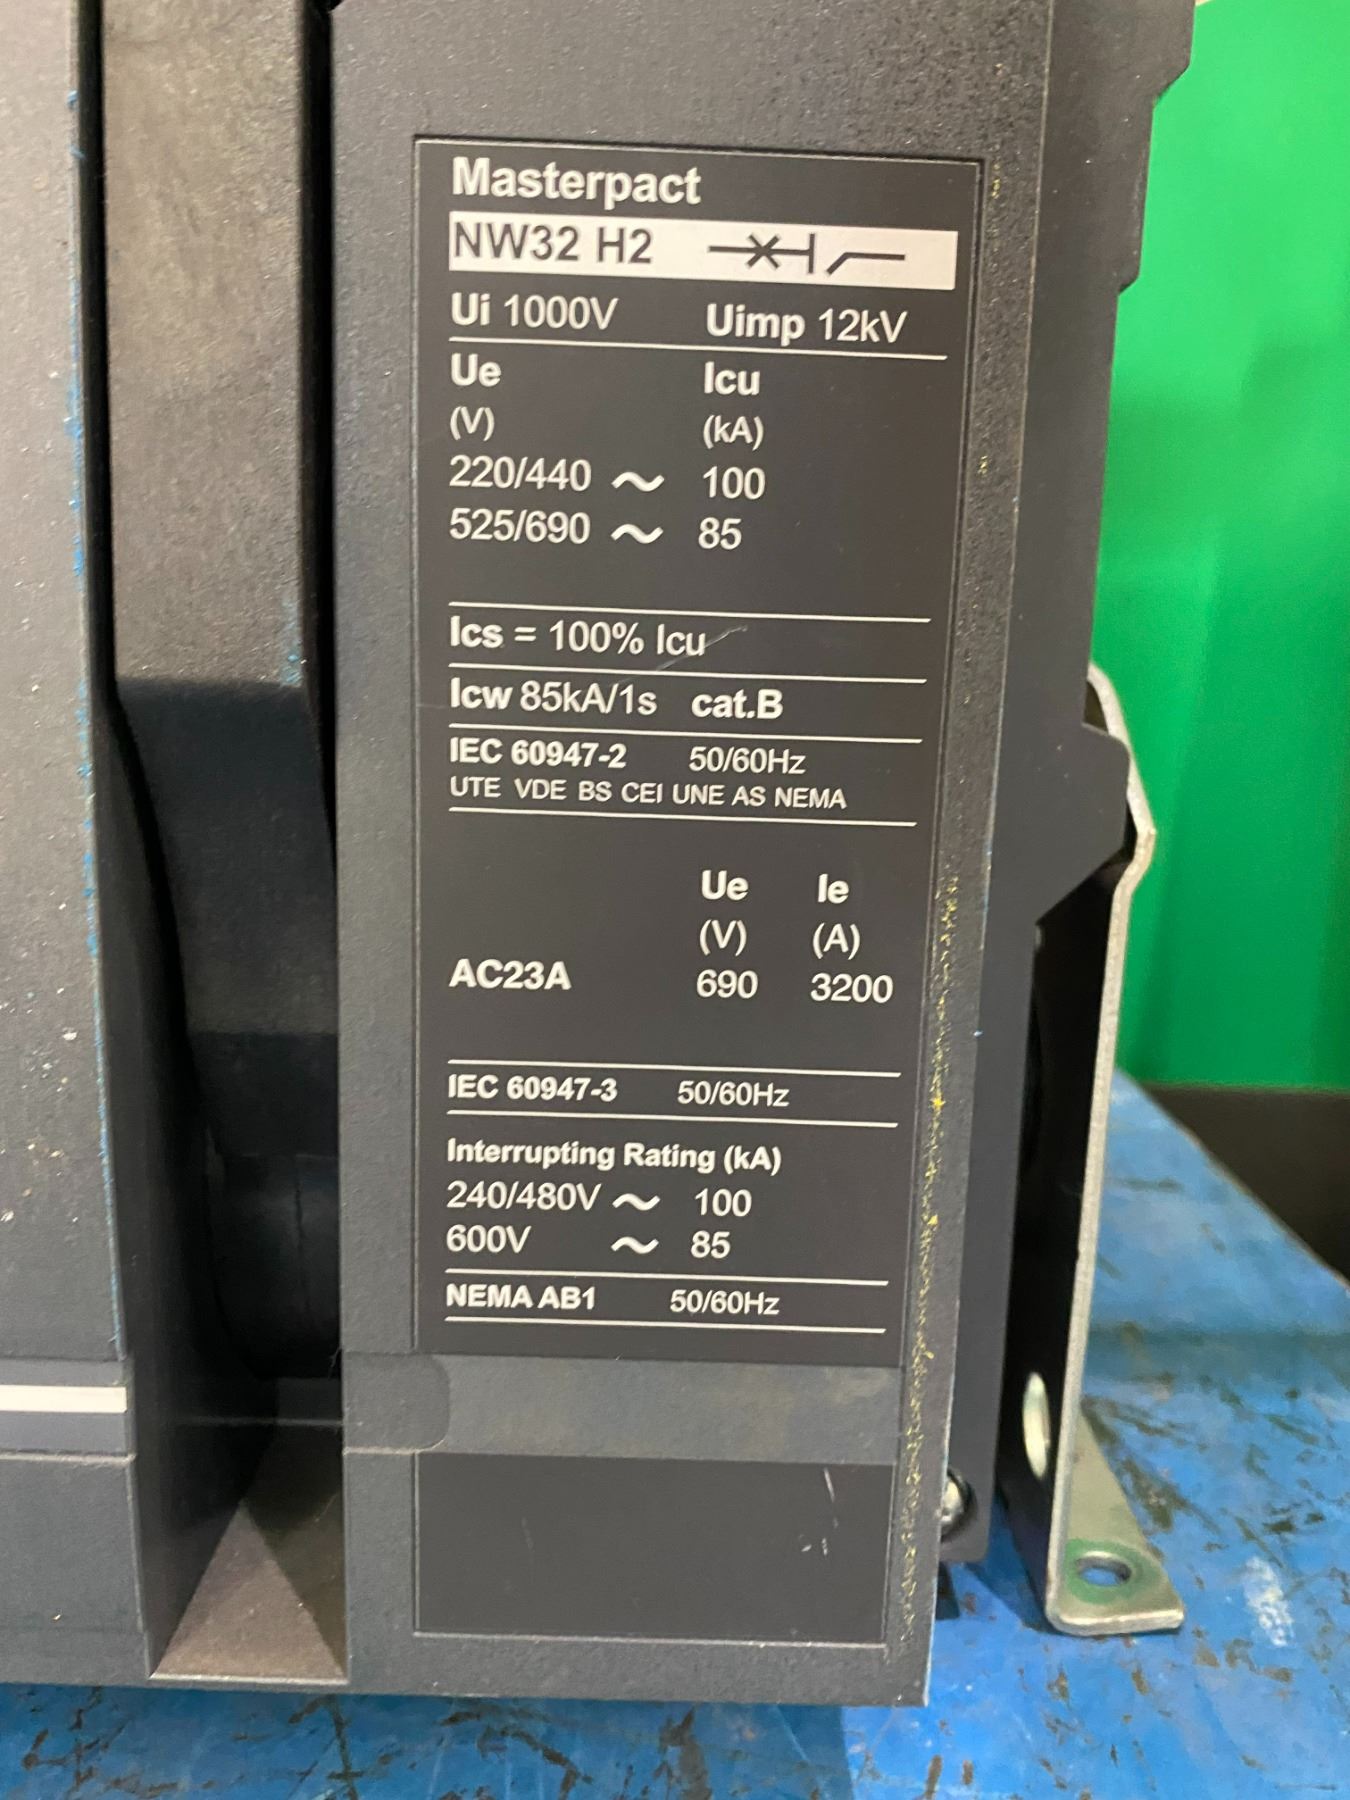 Masterpact
NW32 H2
Ui 1000V Uimp 12kV
Ue Icu
(V) (kA)
220/440 ~ 100
525/690 ~ 85
Ics = 100% Icu
Icw 85kA/1s cat.B
IEC 60947-2 50/60Hz
UTE VDE BS CEI UNE AS NEMA
Ue Ie
(V) (A)
AC23A 690 3200
IEC 60947-3 50/60Hz
Interrupting Rating (kA)
240/480V ~ 100
600V ~ 85
NEMA AB1 50/60Hz